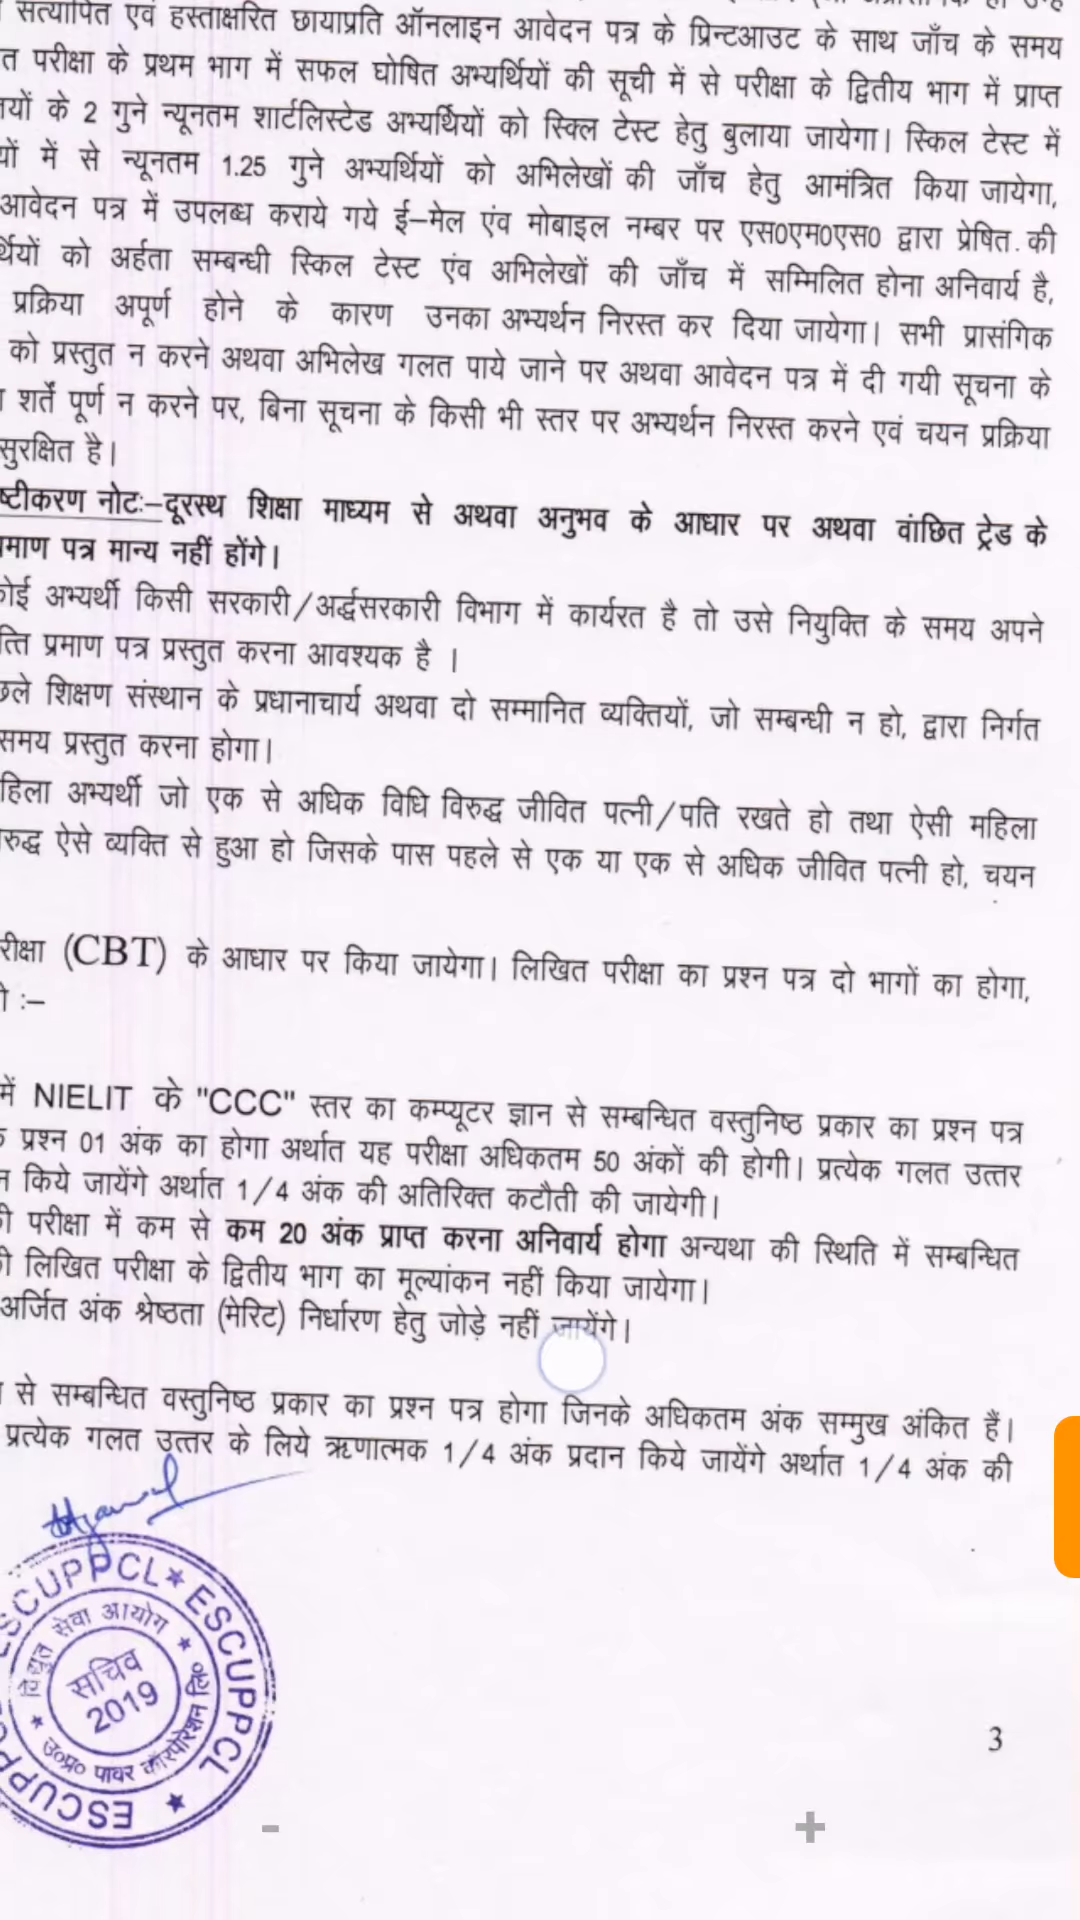 सत्यापित एवं हस्ताक्षरित छायाप्रति ऑनलाइन आवेदन पत्र के प्रिन्टआउट के साथ जाँच के समय
त परीक्षा के प्रथम भाग में सफल घोषित अभ्यर्थियों की सूची में से परीक्षा के द्वितीय भाग में प्राप्त
यों के 2 गुने न्यूनतम शार्टलिस्टेड अभ्यर्थियों को स्क्लि टेस्ट हेतु बुलाया जायेगा। स्किल टेस्ट में
यों में से न्यूनतम 1.25 गुने अभ्यर्थियों को अभिलेखों की जाँच हेतु आमंत्रित किया जायेगा,
आवेदन पत्र में उपलब्ध कराये गये ई–मेल एंव मोबाइल नम्बर पर एस0एम0एस0 द्वारा प्रेषित की
र्थियों को अर्हता सम्बन्धी स्किल टेस्ट एंव अभिलेखों की जाँच में सम्मिलित होना अनिवार्य है,
प्रक्रिया अपूर्ण होने के कारण उनका अभ्यर्थन निरस्त कर दिया जायेगा। सभी प्रासंगिक
को प्रस्तुत न करने अथवा अभिलेख गलत पाये जाने पर अथवा आवेदन पत्र में दी गयी सूचना के
शर्तें पूर्ण न करने पर, बिना सूचना के किसी भी स्तर पर अभ्यर्थन निरस्त करने एवं चयन प्रक्रिया
सुरक्षित है।
ष्टीकरण नोटः–दूरस्थ शिक्षा माध्यम से अथवा अनुभव के आधार पर अथवा वांछित ट्रेड के
माण पत्र मान्य नहीं होंगे।
कोई अभ्यर्थी किसी सरकारी/अर्द्धसरकारी विभाग में कार्यरत है तो उसे नियुक्ति के समय अपने
त्ति प्रमाण पत्र प्रस्तुत करना आवश्यक है ।
छले शिक्षण संस्थान के प्रधानाचार्य अथवा दो सम्मानित व्यक्तियों, जो सम्बन्धी न हो, द्वारा निर्गत
समय प्रस्तुत करना होगा।
हिला अभ्यर्थी जो एक से अधिक विधि विरुद्ध जीवित पत्नी/पति रखते हो तथा ऐसी महिला
रुद्ध ऐसे व्यक्ति से हुआ हो जिसके पास पहले से एक या एक से अधिक जीवित पत्नी हो, चयन
रीक्षा (CBT) के आधार पर किया जायेगा। लिखित परीक्षा का प्रश्न पत्र दो भागों का होगा,
:–
में NIELIT के "CCC" स्तर का कम्प्यूटर ज्ञान से सम्बन्धित वस्तुनिष्ठ प्रकार का प्रश्न पत्र
प्रश्न 01 अंक का होगा अर्थात यह परीक्षा अधिकतम 50 अंकों की होगी। प्रत्येक गलत उत्तर
न किये जायेंगे अर्थात 1/4 अंक की अतिरिक्त कटौती की जायेगी।
की परीक्षा में कम से कम 20 अंक प्राप्त करना अनिवार्य होगा अन्यथा की स्थिति में सम्बन्धित
की लिखित परीक्षा के द्वितीय भाग का मूल्यांकन नहीं किया जायेगा।
अर्जित अंक श्रेष्ठता (मेरिट) निर्धारण हेतु जोड़े नहीं जायेंगे।
से सम्बन्धित वस्तुनिष्ठ प्रकार का प्रश्न पत्र होगा जिनके अधिकतम अंक सम्मुख अंकित हैं।
प्रत्येक गलत उत्तर के लिये ऋणात्मक 1/4 अंक प्रदान किये जायेंगे अर्थात 1/4 अंक की
ESCUPPCL ★ ESCUPPCL ★ ESCUPPCL
विद्युत सेवा आयोग ★ उ०प्र० पावर कॉरपोरेशन लि० ★
सचिव
2019
3
- +